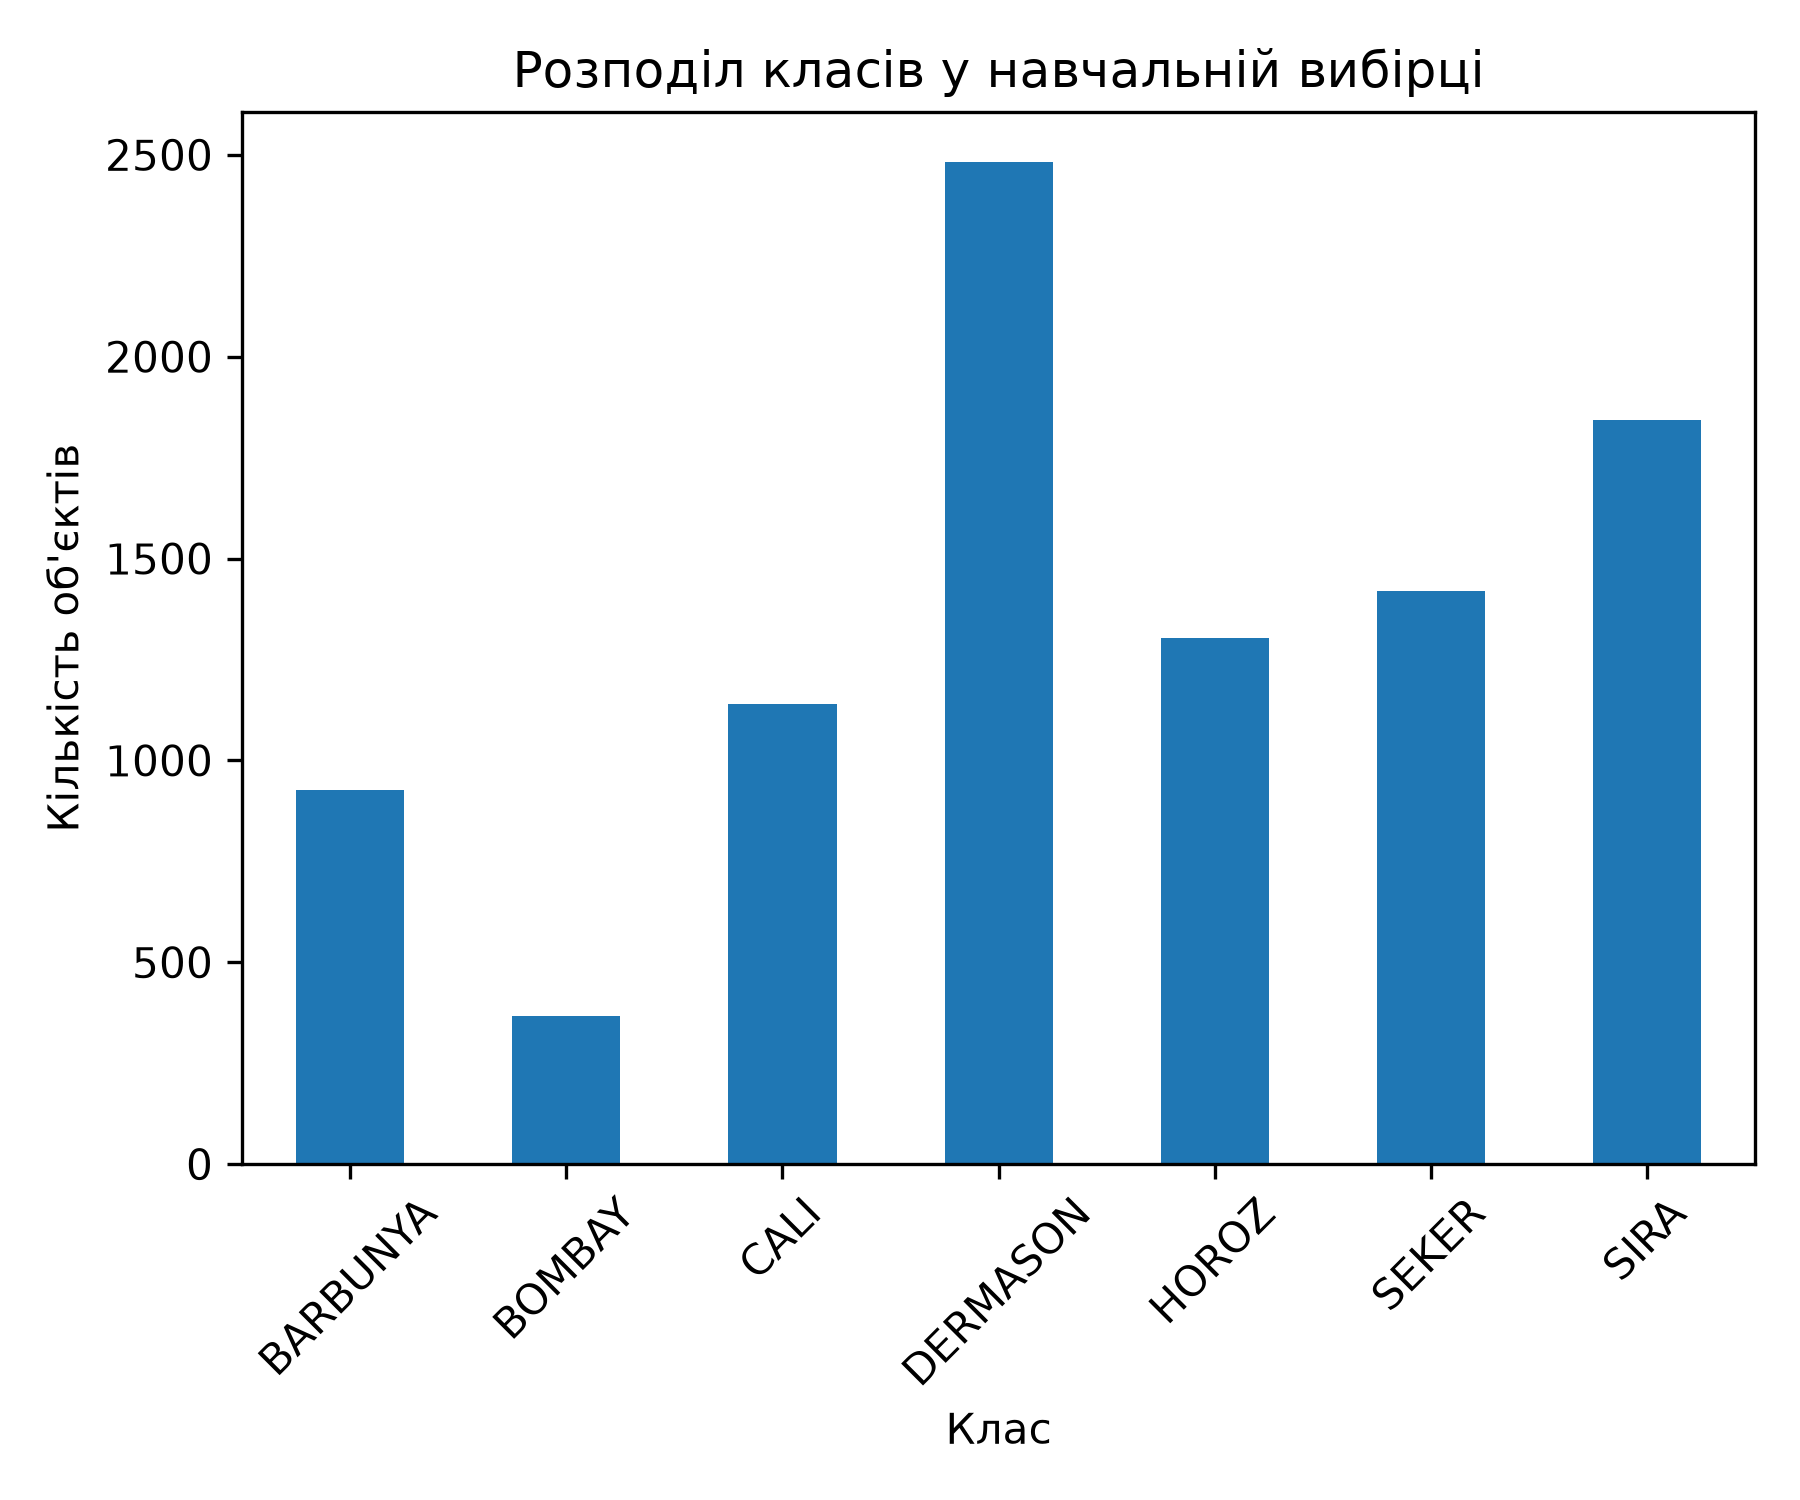 Розподіл класів у навчальній вибірці
Кількість об'єктів
2500
2000
1500
1000
500
0
BARBUNYA
BOMBAY
CALI
DERMASON
HOROZ
SEKER
SIRA
Клас